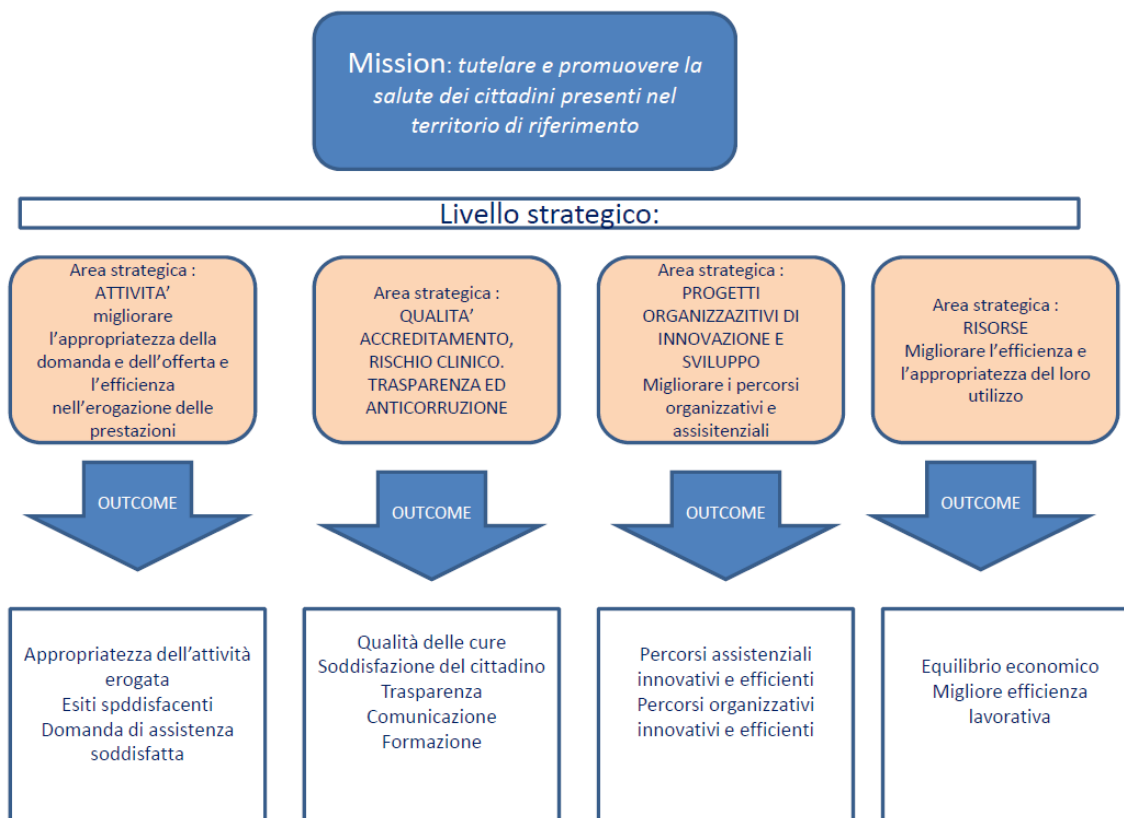 Mission: tutelare e promuovere la
salute dei cittadini presenti nel
territorio di riferimento
Livello strategico:
Area strategica :
ATTIVITA’
migliorare
l’appropriatezza della
domanda e dell’offerta e
l’efficienza
nell’erogazione delle
prestazioni
Area strategica :
QUALITA’
ACCREDITAMENTO,
RISCHIO CLINICO.
TRASPARENZA ED
ANTICORRUZIONE
Area strategica :
PROGETTI
ORGANIZZAZITIVI DI
INNOVAZIONE E
SVILUPPO
Migliorare i percorsi
organizzativi e
assisitenziali
Area strategica :
RISORSE
Migliorare l’efficienza e
l’appropriatezza del loro
utilizzo
OUTCOME
OUTCOME
OUTCOME
OUTCOME
Appropriatezza dell’attività
erogata
Esiti spddisfacenti
Domanda di assistenza
soddisfatta
Qualità delle cure
Soddisfazione del cittadino
Trasparenza
Comunicazione
Formazione
Percorsi assistenziali
innovativi e efficienti
Percorsi organizzativi
innovativi e efficienti
Equilibrio economico
Migliore efficienza
lavorativa